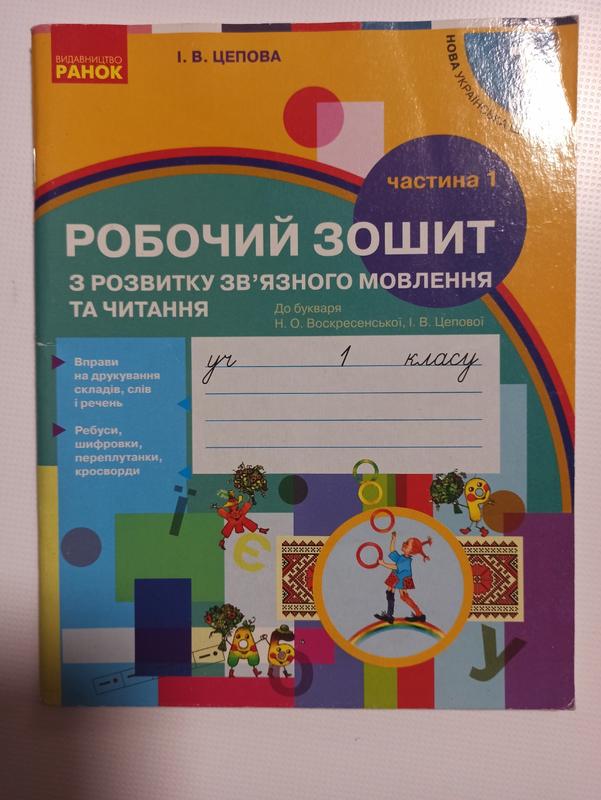 ВИДАВНИЦТВО
РАНОК
І. В. ЦЕПОВА
НОВА УКРАЇНСЬКА
частина 1
РОБОЧИЙ ЗОШИТ
З РОЗВИТКУ ЗВ'ЯЗНОГО МОВЛЕННЯ
ТА ЧИТАННЯ
До букваря
Н. О. Воскресенської, І. В. Цепової
уч 1 класу
Вправи
на друкування
складів, слів
і речень
Ребуси,
шифровки,
переплутанки,
кросворди
ї
є
О
у